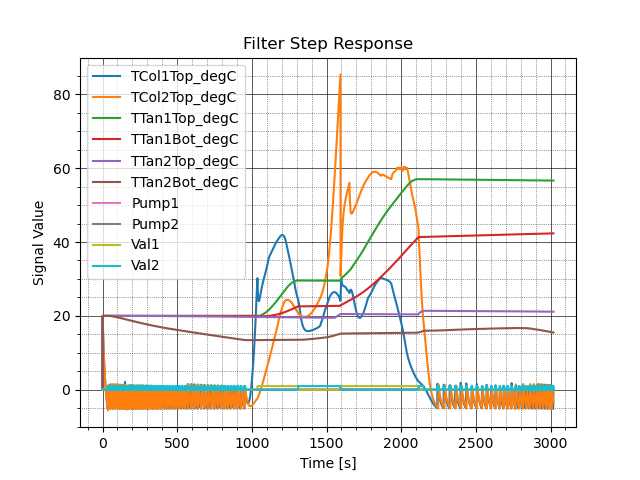 Filter Step Response
TCol1Top_degC
TCol2Top_degC
TTan1Top_degC
TTan1Bot_degC
TTan2Top_degC
TTan2Bot_degC
Pump1
Pump2
Val1
Val2
Signal Value
80
60
40
20
0
0
500
1000
1500
2000
2500
3000
Time [s]